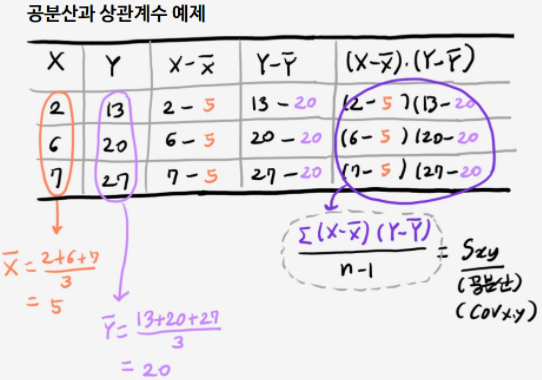 공분산과 상관계수 예제
X Y X-X̅ Y-Y̅ (X-X̅).(Y-Y̅)
2 13 2-5 13-20 (2-5)(13-20
6 20 6-5 20-20 (6-5)(20-20
7 27 7-5 27-20 (7-5)(27-20
X̅ = 2+6+7/3
= 5
Y̅ = 13+20+27/3
= 20
Σ(X-X̅)(Y-Y̅)/n-1 = Sxy
(공분산)
(COV x.y)